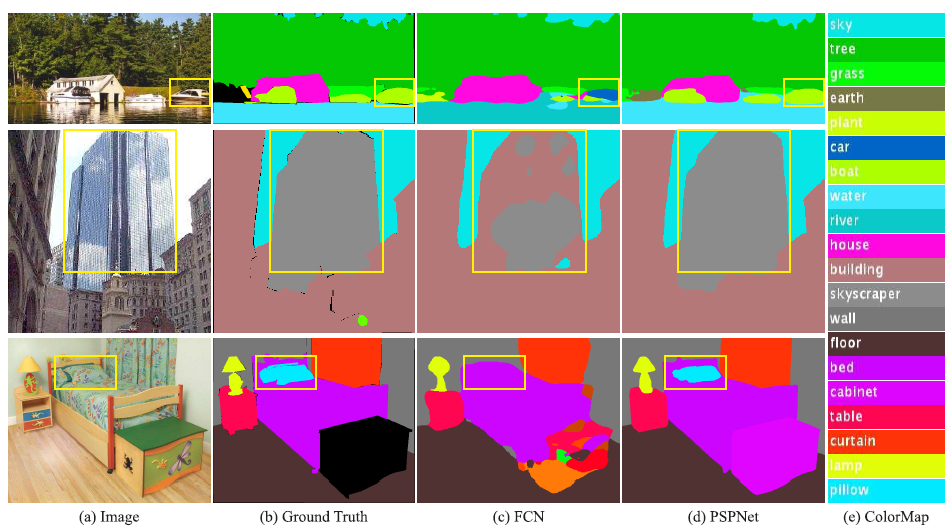 sky
tree
grass
earth
plant
car
boat
water
river
house
building
skyscraper
wall
floor
bed
cabinet
table
curtain
lamp
pillow
(a) Image (b) Ground Truth (c) FCN (d) PSPNet (e) ColorMap